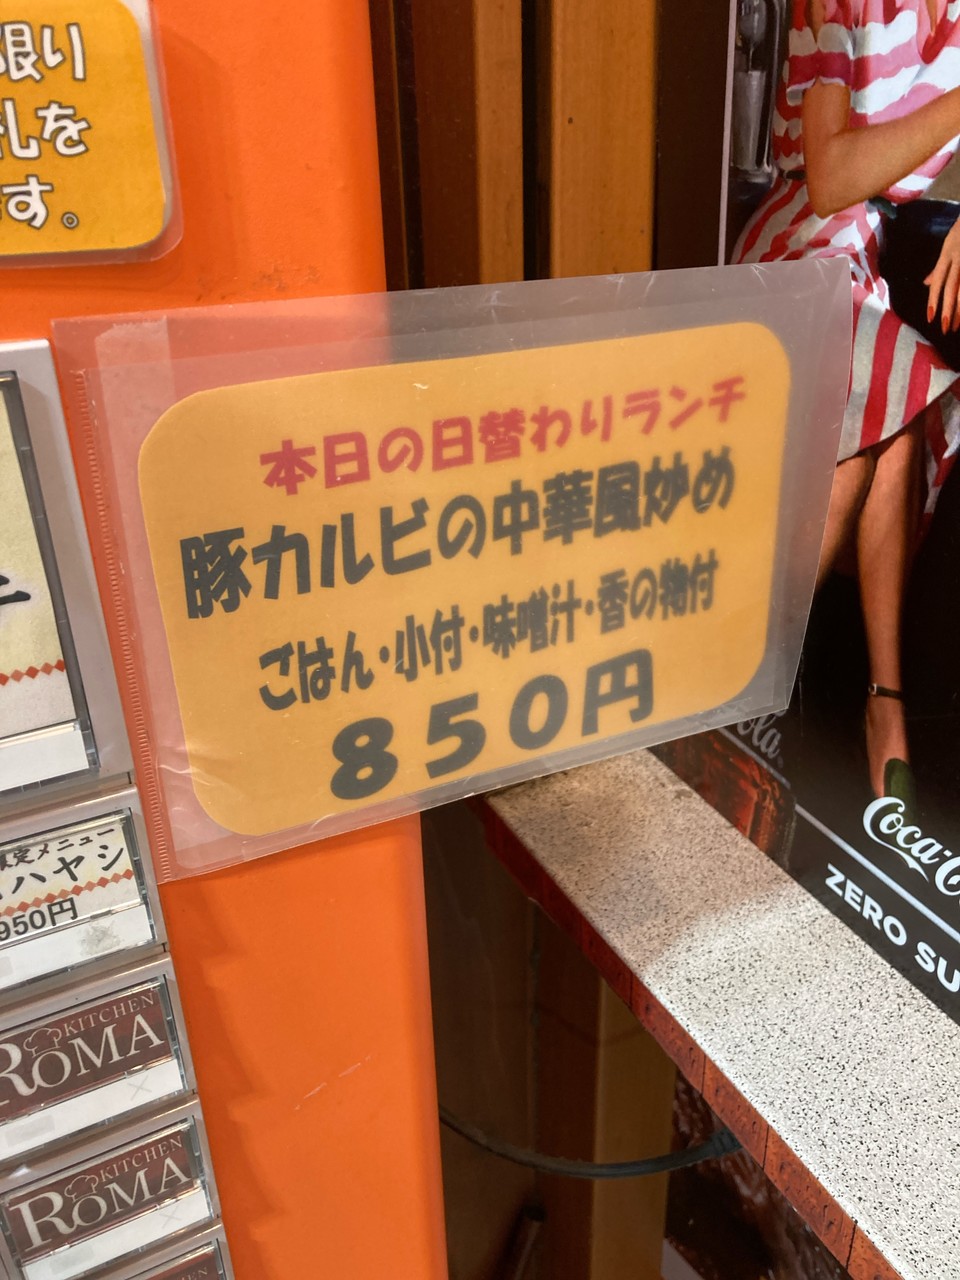 限り
札を
ます。
本日の日替わりランチ
豚カルビの中華風炒め
ごはん・小付・味噌汁・香の物付
850円
限定メニュー
ハヤシ
950円
KITCHEN
ROMA
KITCHEN
ROMA
KITCHEN
Coca-C
ZERO SU